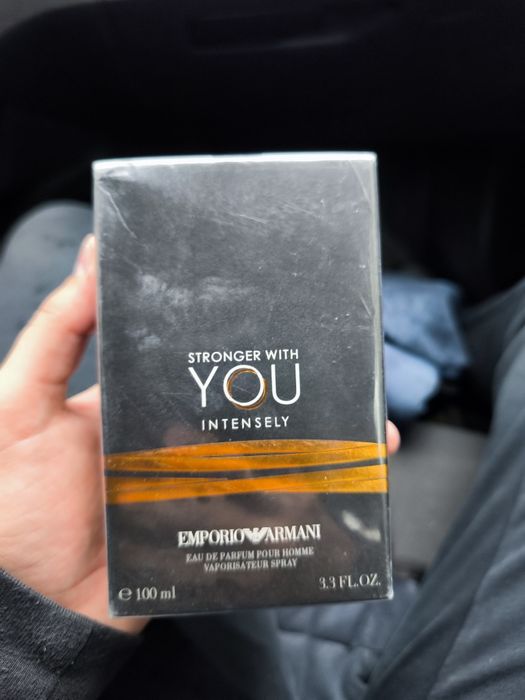 STRONGER WITH
YOU
INTENSELY
EMPORIO ARMANI
EAU DE PARFUM POUR HOMME
VAPORISATEUR SPRAY
℮ 100 ml
3.3 FL.OZ.